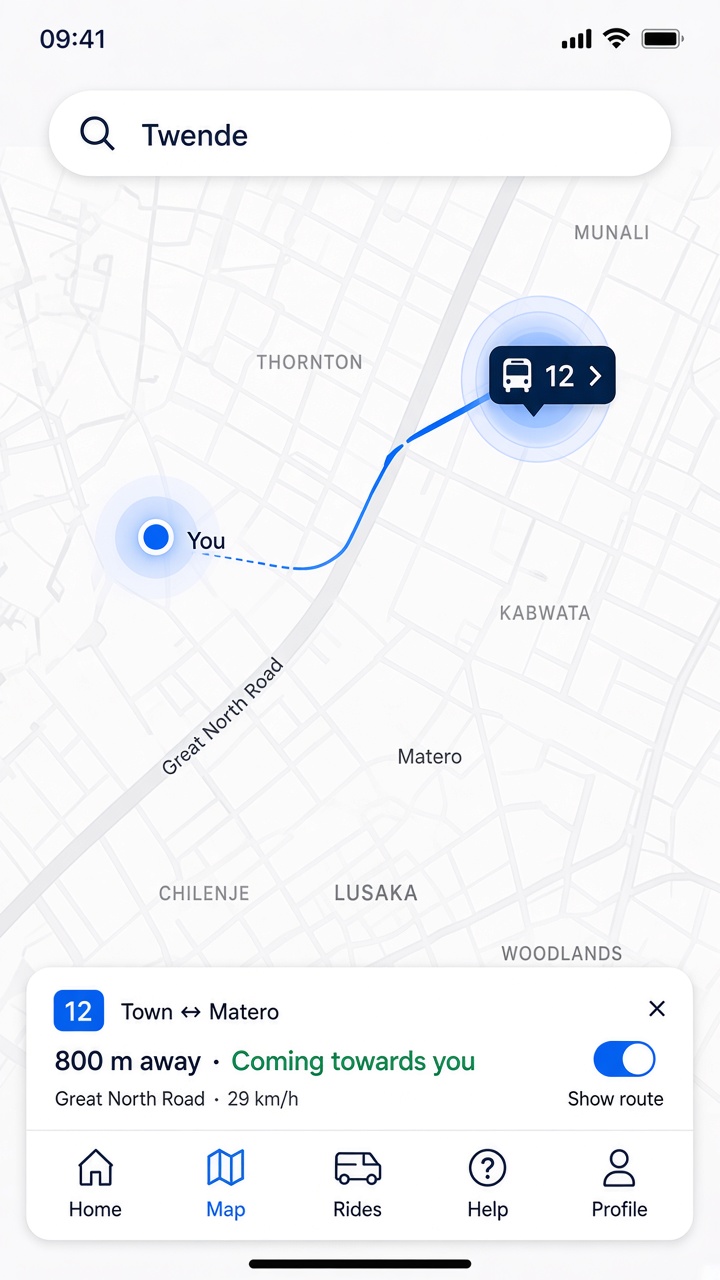 09:41
Twende
MUNALI
THORNTON
12
You
KABWATA
Great North Road
Matero
CHILENJE
LUSAKA
WOODLANDS
12 Town ↔ Matero
800 m away · Coming towards you
Great North Road · 29 km/h
Show route
Home
Map
Rides
Help
Profile